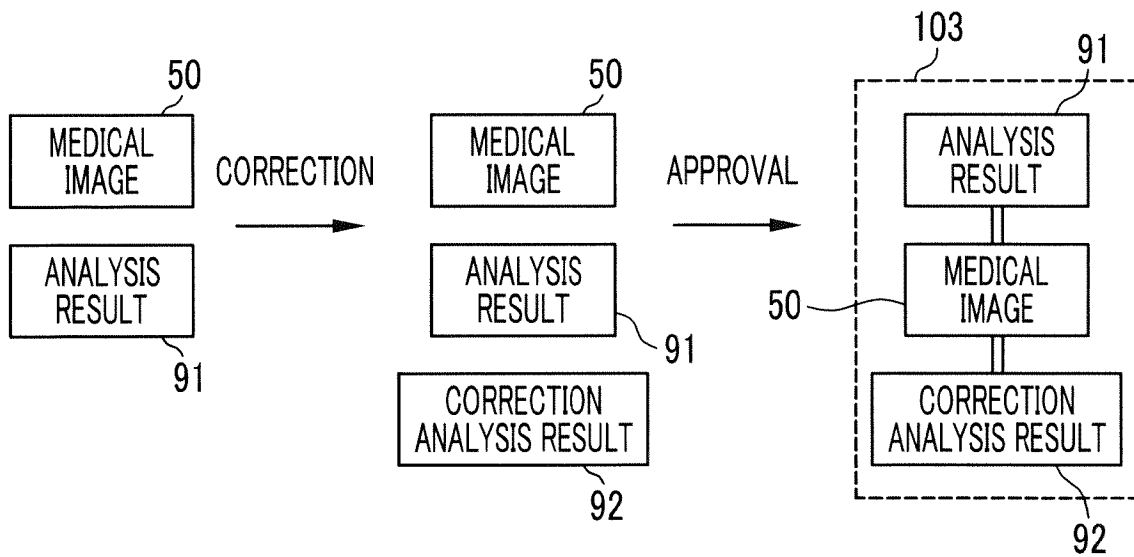 50
MEDICAL
IMAGE
ANALYSIS
RESULT
91
CORRECTION
50
MEDICAL
IMAGE
ANALYSIS
RESULT
91
CORRECTION
ANALYSIS RESULT
92
APPROVAL
103
91
ANALYSIS
RESULT
MEDICAL
IMAGE
50
CORRECTION
ANALYSIS RESULT
92